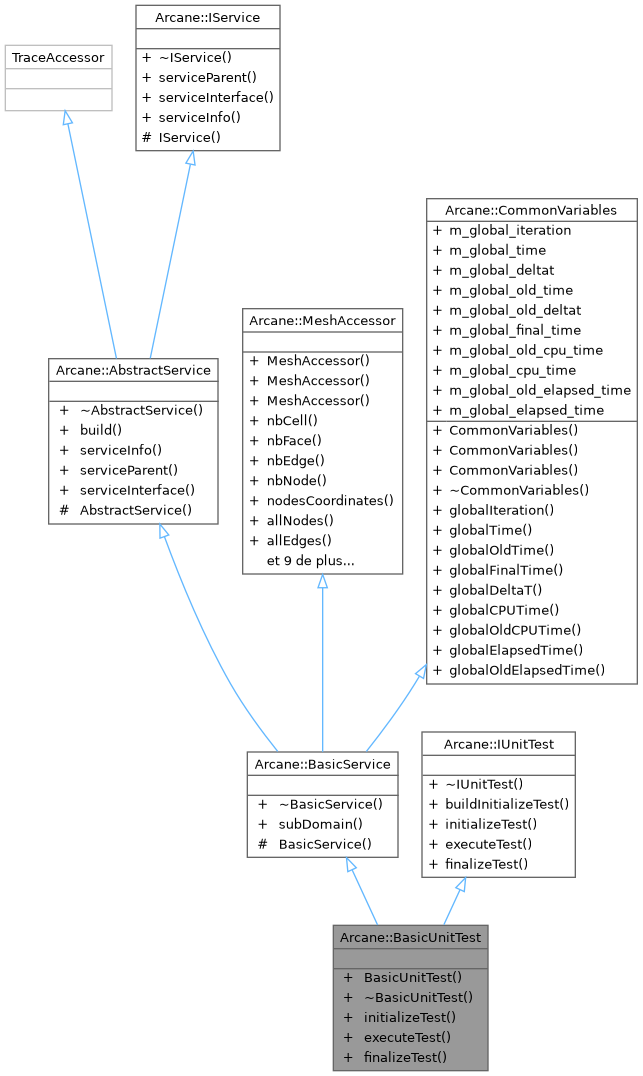 Arcane::IService
+ ~IService()
+ serviceParent()
+ serviceInterface()
+ serviceInfo()
# IService()
TraceAccessor
Arcane::CommonVariables
+ m_global_iteration
+ m_global_time
+ m_global_deltat
+ m_global_old_time
+ m_global_old_deltat
+ m_global_final_time
+ m_global_old_cpu_time
+ m_global_cpu_time
+ m_global_old_elapsed_time
+ m_global_elapsed_time
+ CommonVariables()
+ CommonVariables()
+ CommonVariables()
+ ~CommonVariables()
+ globalIteration()
+ globalTime()
+ globalOldTime()
+ globalFinalTime()
+ globalDeltaT()
+ globalCPUTime()
+ globalOldCPUTime()
+ globalElapsedTime()
+ globalOldElapsedTime()
Arcane::MeshAccessor
+ MeshAccessor()
+ MeshAccessor()
+ MeshAccessor()
+ nbCell()
+ nbFace()
+ nbEdge()
+ nbNode()
+ nodesCoordinates()
+ allNodes()
+ allEdges()
et 9 de plus...
Arcane::AbstractService
+ ~AbstractService()
+ build()
+ serviceInfo()
+ serviceParent()
+ serviceInterface()
# AbstractService()
Arcane::BasicService
+ ~BasicService()
+ subDomain()
# BasicService()
Arcane::IUnitTest
+ ~IUnitTest()
+ buildInitializeTest()
+ initializeTest()
+ executeTest()
+ finalizeTest()
Arcane::BasicUnitTest
+ BasicUnitTest()
+ ~BasicUnitTest()
+ initializeTest()
+ executeTest()
+ finalizeTest()